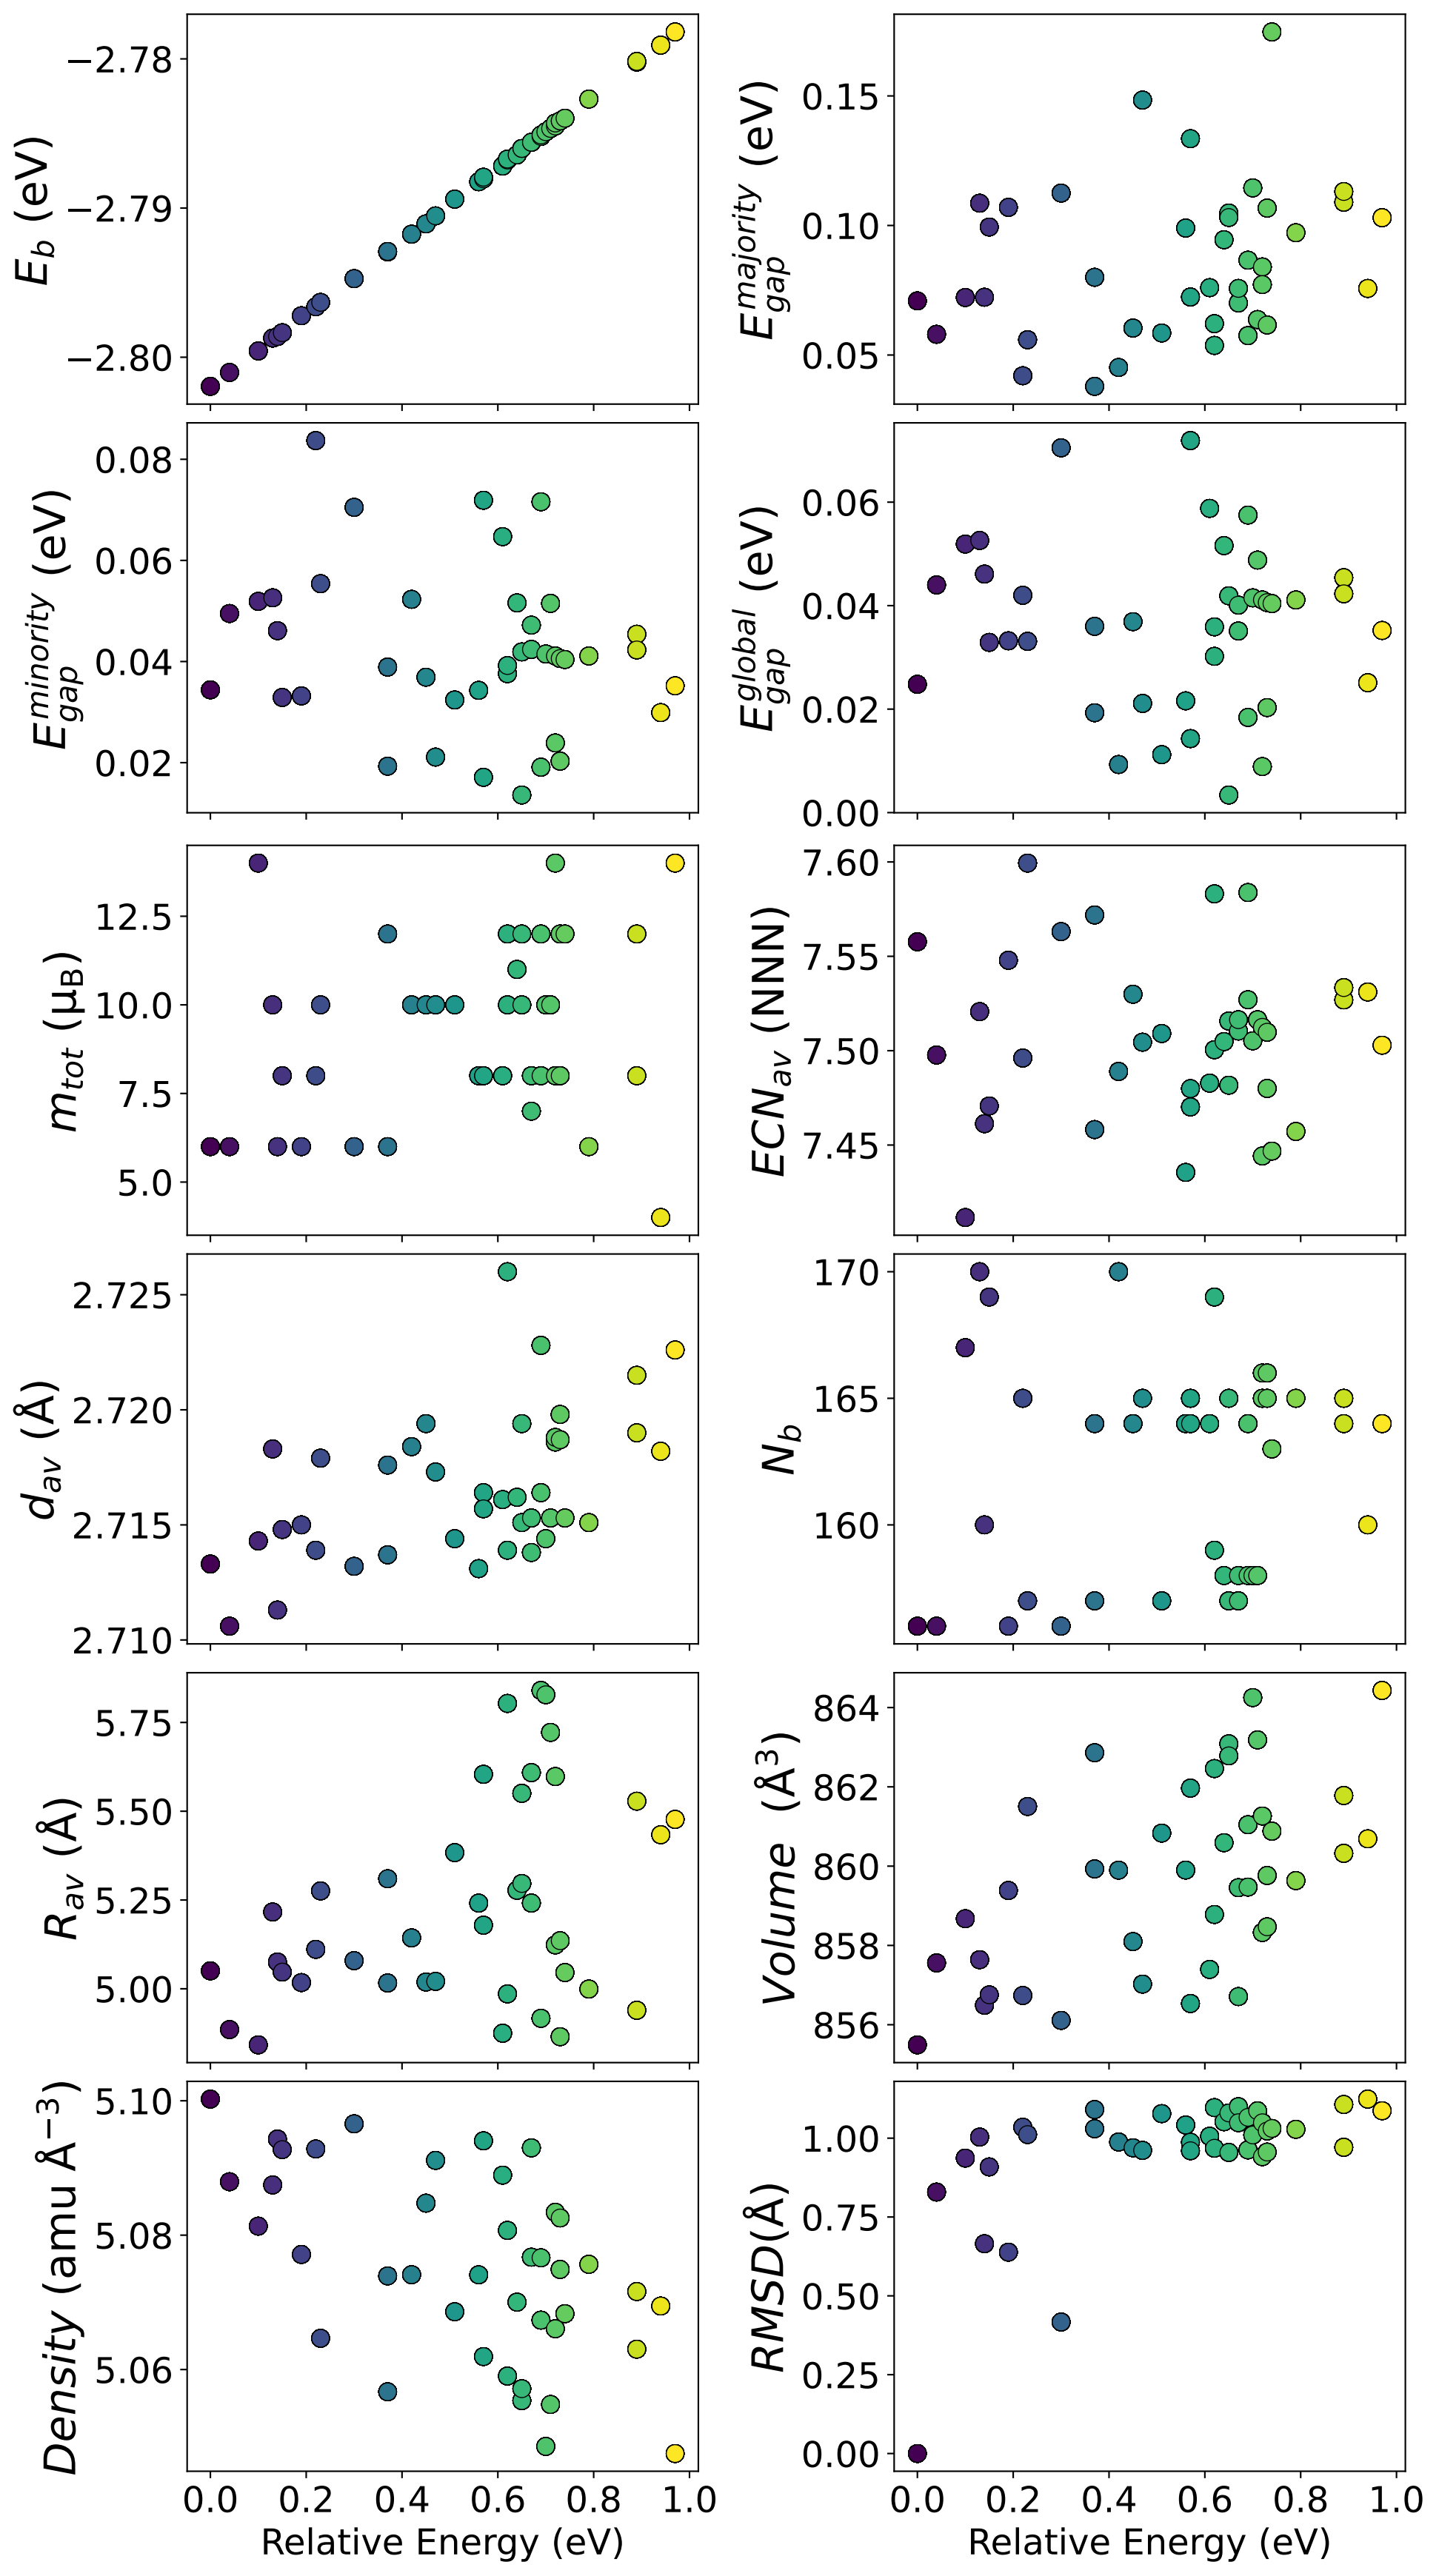 E_b (eV)
−2.78
−2.79
−2.80
E_gap^majority (eV)
0.15
0.10
0.05
E_gap^minority (eV)
0.08
0.06
0.04
0.02
E_gap^global (eV)
0.06
0.04
0.02
0.00
m_tot (μ_B)
12.5
10.0
7.5
5.0
ECN_av (NNN)
7.60
7.55
7.50
7.45
d_av (Å)
2.725
2.720
2.715
2.710
N_b
170
165
160
R_av (Å)
5.75
5.50
5.25
5.00
Volume (Å³)
864
862
860
858
856
Density (amu Å⁻³)
5.10
5.08
5.06
RMSD(Å)
1.00
0.75
0.50
0.25
0.00
0.0 0.2 0.4 0.6 0.8 1.0
Relative Energy (eV)
0.0 0.2 0.4 0.6 0.8 1.0
Relative Energy (eV)